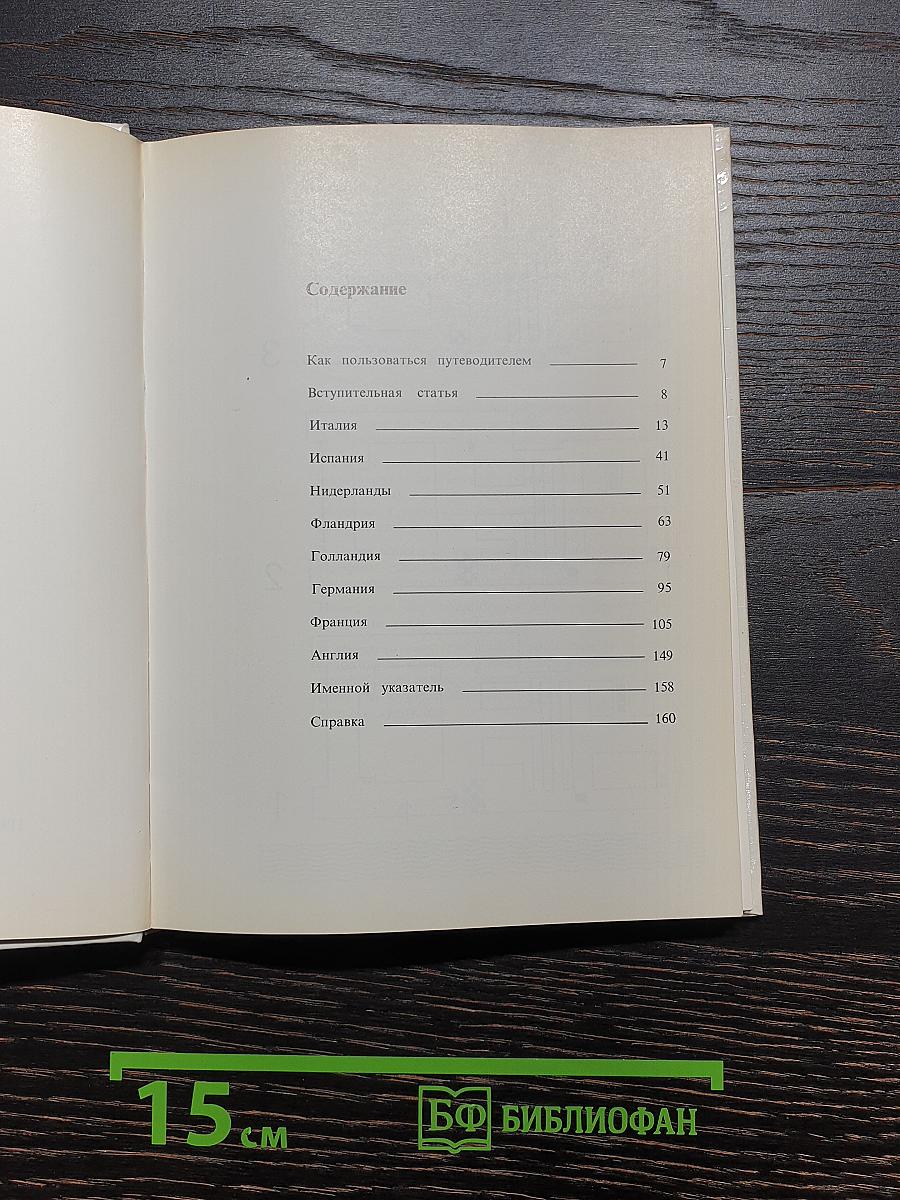 Содержание
Как пользоваться путеводителем 7
Вступительная статья 8
Италия 13
Испания 41
Нидерланды 51
Фландрия 63
Голландия 79
Германия 95
Франция 105
Англия 149
Именной указатель 158
Справка 160
15 см
БФ БИБЛИОФАН